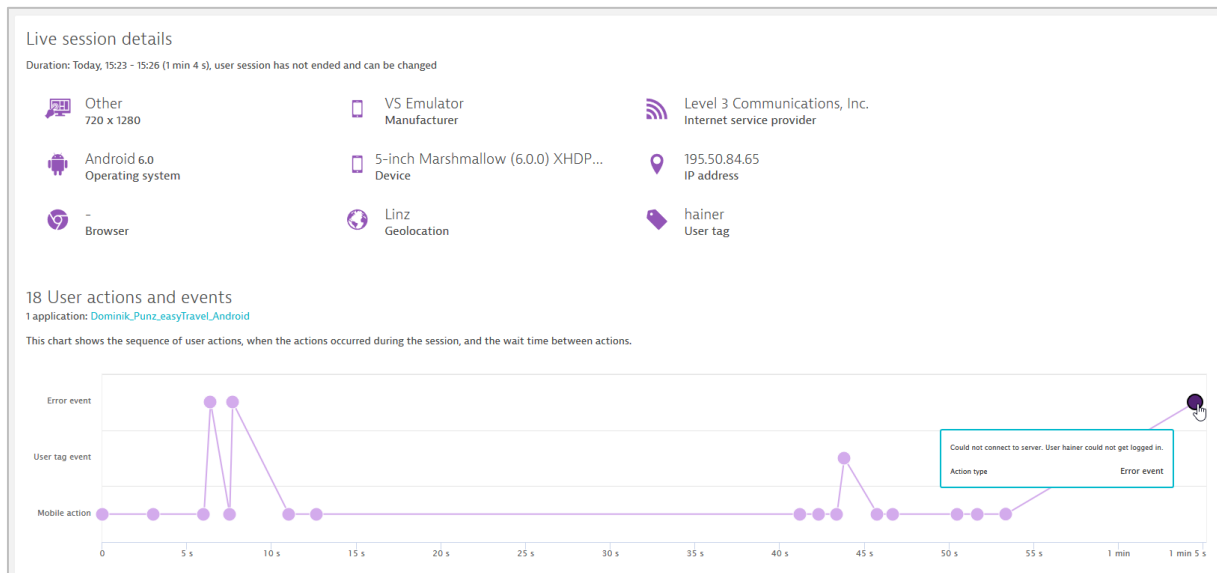 Live session details
Duration: Today, 15:23 - 15:26 (1 min 4 s), user session has not ended and can be changed
Other
720 x 1280
VS Emulator
Manufacturer
Level 3 Communications, Inc.
Internet service provider
Android 6.0
Operating system
5-inch Marshmallow (6.0.0) XHDP...
Device
195.50.84.65
IP address
-
Browser
Linz
Geolocation
hainer
User tag
18 User actions and events
1 application: Dominik_Punz_easyTravel_Android
This chart shows the sequence of user actions, when the actions occurred during the session, and the wait time between actions.
Error event
User tag event
Could not connect to server. User hainer could not get logged in.
Action type Error event
Mobile action
0 5 s 10 s 15 s 20 s 25 s 30 s 35 s 40 s 45 s 50 s 55 s 1 min 1 min 5 s